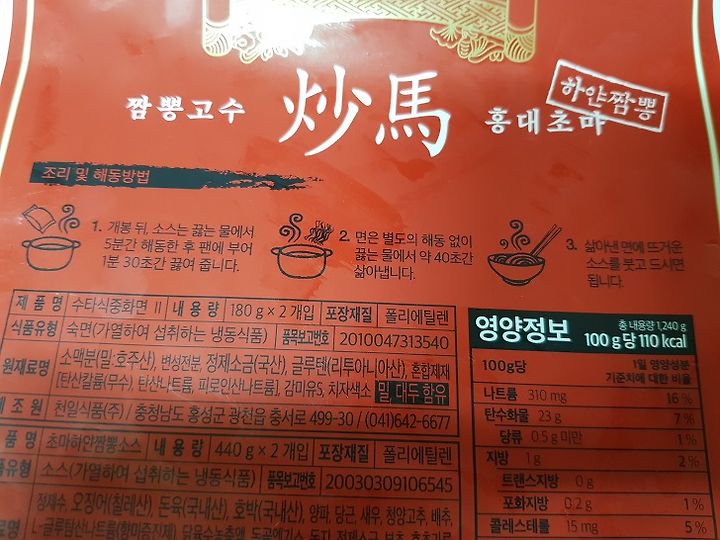 짬뽕고수 炒馬 홍대초마
하얀짬뽕
조리 및 해동방법
1. 개봉 뒤, 소스는 끓는 물에서
5분간 해동한 후 팬에 부어
1분 30초간 끓여 줍니다.
2. 면은 별도의 해동 없이
끓는 물에서 약 40초간
삶아냅니다.
3. 삶아낸 면에 뜨거운
소스를 붓고 드시면
됩니다.
제 품 명 수타식중화면 II 내 용 량 180 g × 2 개입 포장재질 폴리에틸렌
식품유형 숙면(가열하여 섭취하는 냉동식품) 품목보고번호 2010047313540
원재료명 소맥분(밀:호주산), 변성전분, 정제소금(국산), 글루텐(리투아니아산), 혼합제제
[탄산칼륨(무수), 탄산나트륨, 피로인산나트륨], 감미유S, 치자색소 밀, 대두 함유
제 조 원 천일식품(주) / 충청남도 홍성군 광천읍 충서로 499-30 / (041)642-6677
품 명 초마하얀짬뽕소스 내 용 량 440 g × 2 개입 포장재질 폴리에틸렌
품유형 소스(가열하여 섭취하는 냉동식품) 품목보고번호 20030309106545
정제수, 오징어(칠레산), 돈육(국내산), 호박(국내산), 양파, 당근, 새우, 청양고추, 배추,
료명 L-글루탐산나트륨(향미증진제)
영양정보 총 내용량 1,240 g
100 g 당 110 kcal
100g당 1일 영양성분
기준치에 대한 비율
나트륨 310 mg 16 %
탄수화물 23 g 7 %
당류 0.5 g 미만 1 %
지방 1 g 2 %
트랜스지방 0 g
포화지방 0.2 g 1 %
콜레스테롤 15 mg 5 %